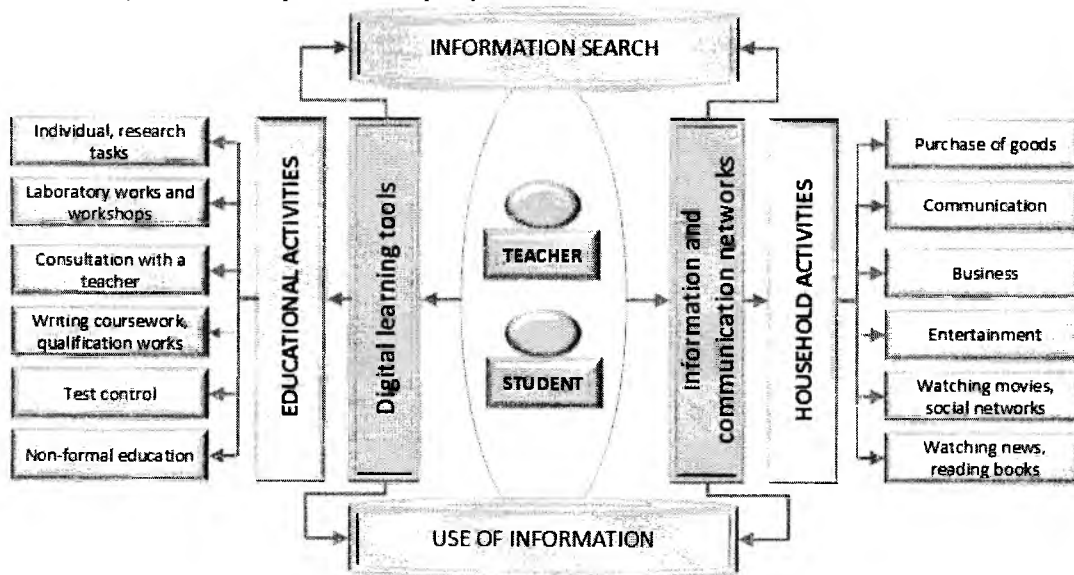 INFORMATION SEARCH
Individual, research
tasks
Laboratory works and
workshops
Consultation with a
teacher
Writing coursework,
qualification works
Test control
Non-formal education
EDUCATIONAL ACTIVITIES
Digital learning tools
TEACHER
STUDENT
Information and
communication networks
HOUSEHOLD ACTIVITIES
Purchase of goods
Communication
Business
Entertainment
Watching movies,
social networks
Watching news,
reading books
USE OF INFORMATION